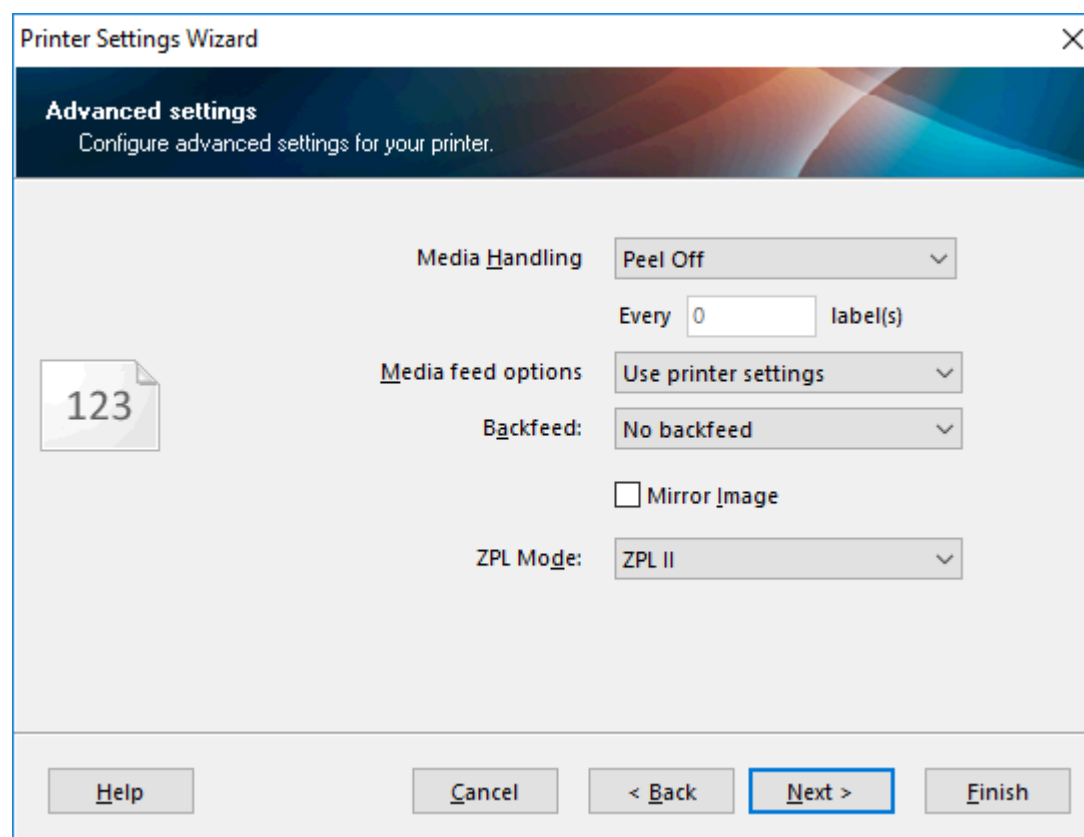 Printer Settings Wizard
Advanced settings
Configure advanced settings for your printer.
Media Handling Peel Off
Every 0 label(s)
Media feed options Use printer settings
123
Backfeed: No backfeed
Mirror Image
ZPL Mode: ZPL II
Help Cancel < Back Next > Finish